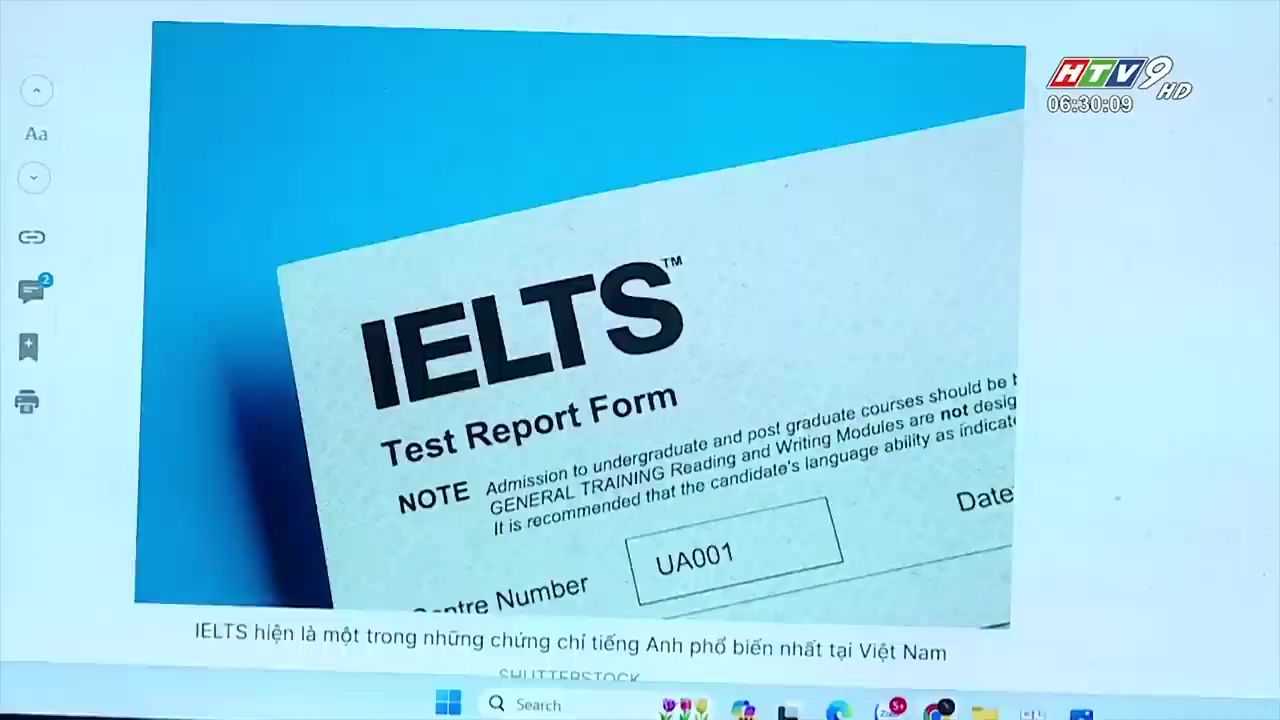 HTV9 HD
06:30:09
Aa
2
IELTS™
Test Report Form
NOTE Admission to undergraduate and post graduate courses should be
GENERAL TRAINING Reading and Writing Modules are not
It is recommended that the candidate's language ability as
Date
Centre Number
UA001
IELTS hiện là một trong những chứng chỉ tiếng Anh phổ biến nhất tại Việt Nam
SHUTTERSTOCK
Search
5+